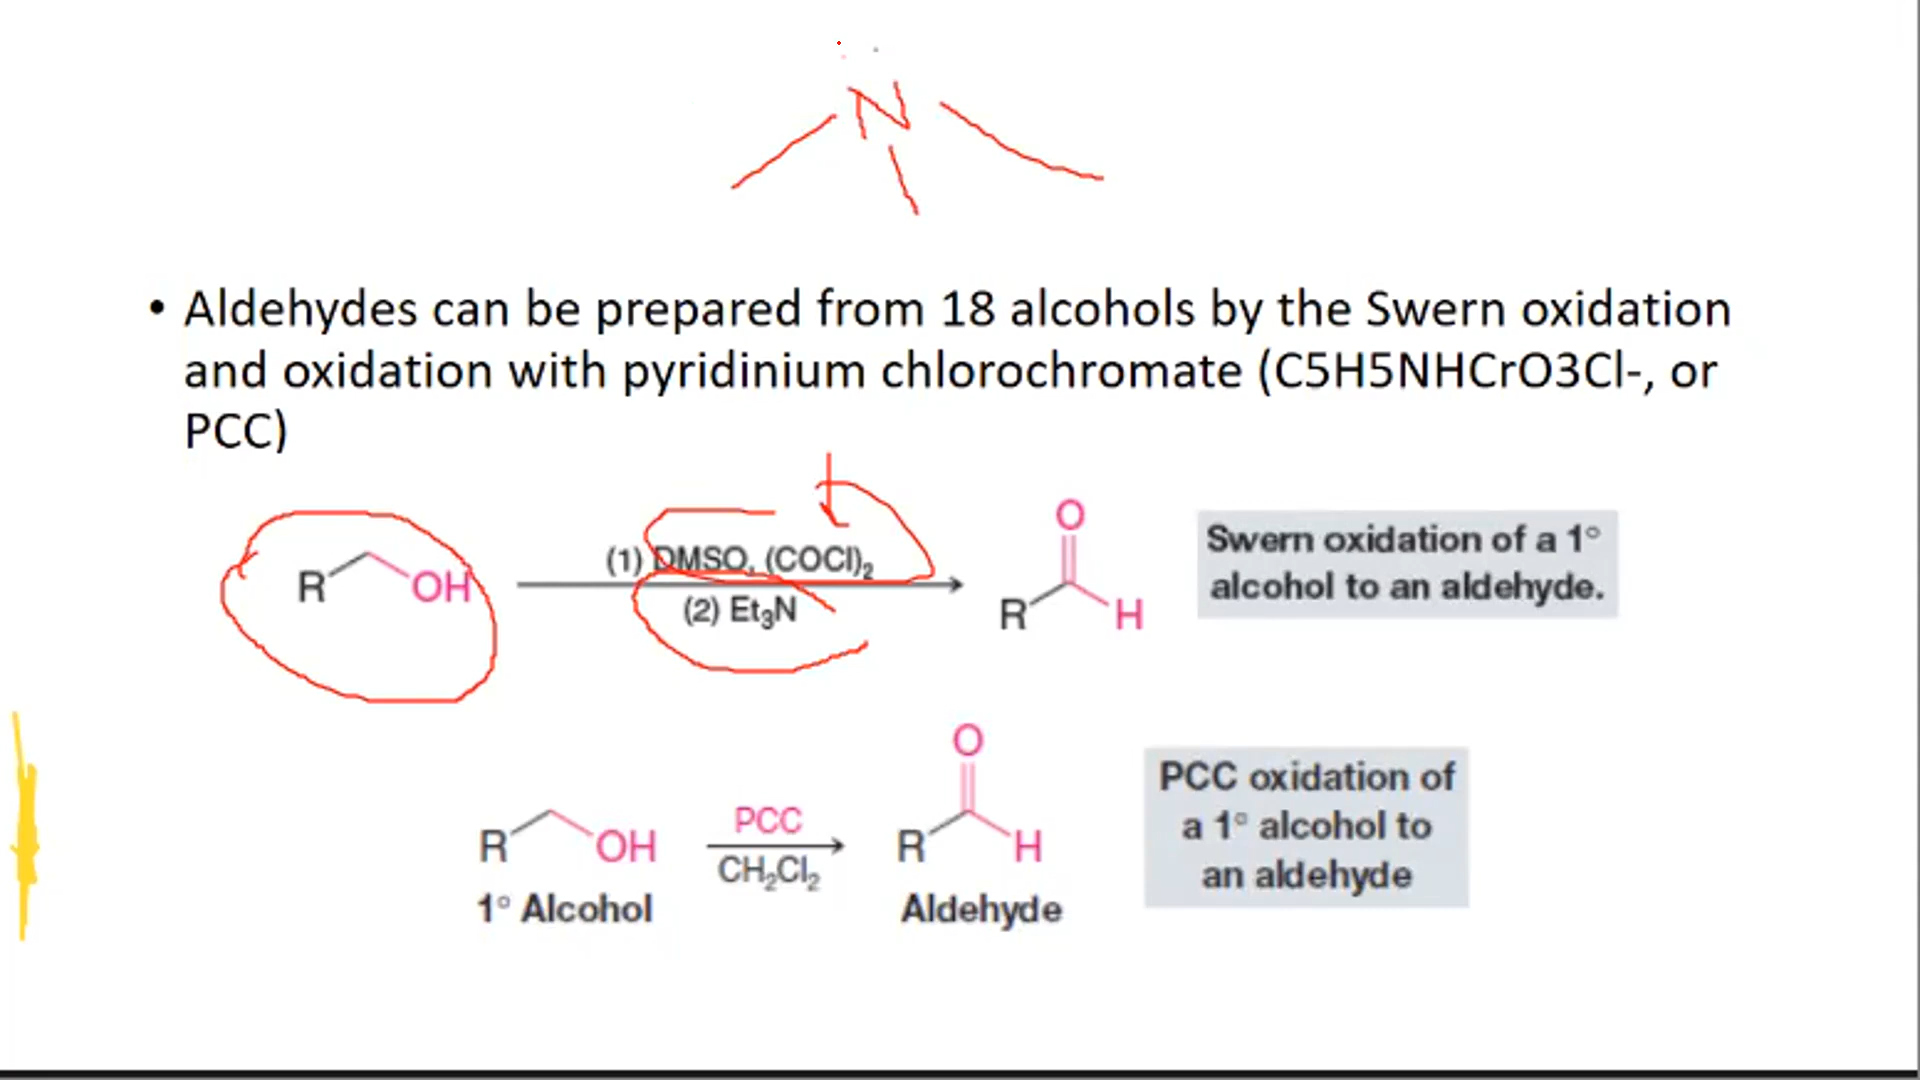 N
• Aldehydes can be prepared from 18 alcohols by the Swern oxidation
and oxidation with pyridinium chlorochromate (C5H5NHCrO3Cl-, or
PCC)
R OH
(1) DMSO, (COCl)₂
(2) Et₃N
O
R H
Swern oxidation of a 1°
alcohol to an aldehyde.
R OH
1° Alcohol
PCC
CH₂Cl₂
O
R H
Aldehyde
PCC oxidation of
a 1° alcohol to
an aldehyde